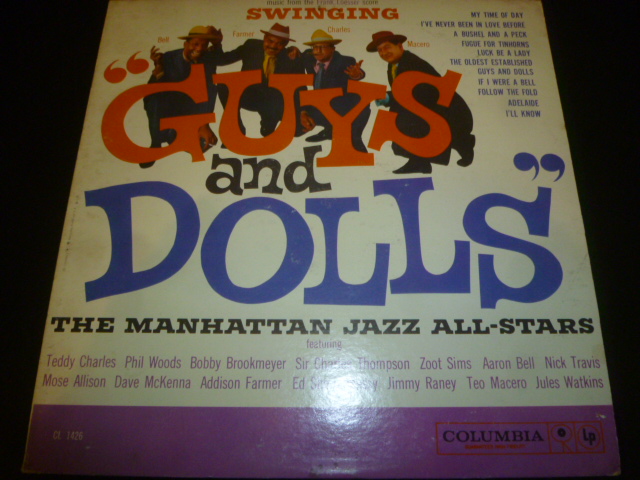 music from the Frank Loesser score
SWINGING
Bell Farmer Charles Macero
MY TIME OF DAY
I'VE NEVER BEEN IN LOVE BEFORE
A BUSHEL AND A PECK
FUGUE FOR TINHORNS
LUCK BE A LADY
THE OLDEST ESTABLISHED
GUYS AND DOLLS
IF I WERE A BELL
FOLLOW THE FOLD
ADELAIDE
I'LL KNOW
"GUYS
and
DOLLS"
THE MANHATTAN JAZZ ALL-STARS
featuring
Teddy Charles Phil Woods Bobby Brookmeyer Sir Charles Thompson Zoot Sims Aaron Bell Nick Travis
Mose Allison Dave McKenna Addison Farmer Ed Jimmy Raney Teo Macero Jules Watkins
CL 1426
COLUMBIA Lp